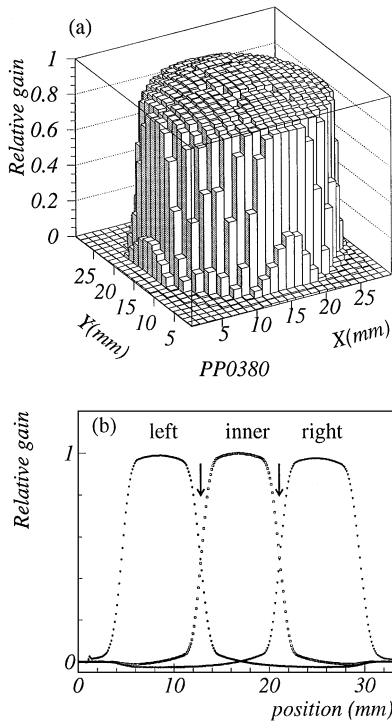 (a)
Relative gain
1
0.8
0.6
0.4
0.2
0
25
20
15
10
5
Y(mm)
5
10
15
20
25
X(mm)
PP0380
(b)
left inner right
Relative gain
1
0
0 10 20 30
position (mm)